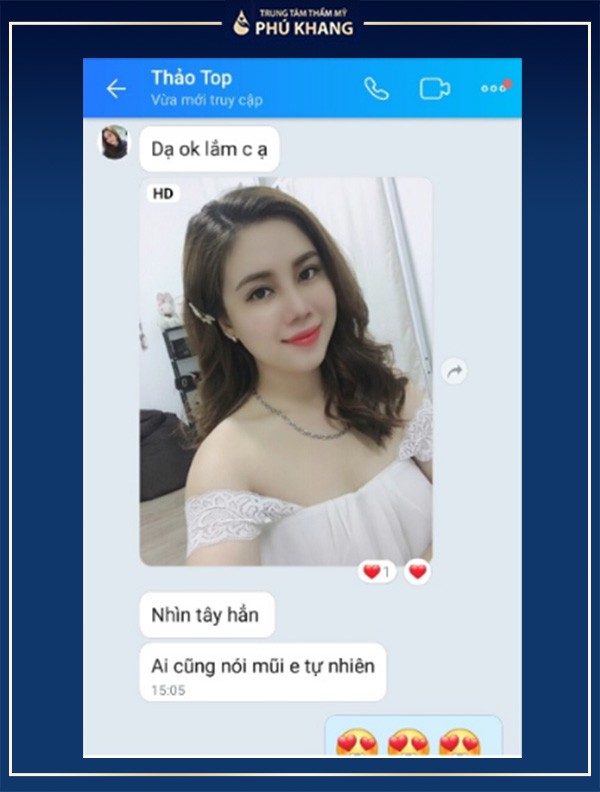 TRUNG TÂM THẨM MỸ
PHÚ KHANG
Thảo Top
Vừa mới truy cập
Dạ ok lắm c ạ
HD
1
Nhìn tây hẳn
Ai cũng nói mũi e tự nhiên
15:05